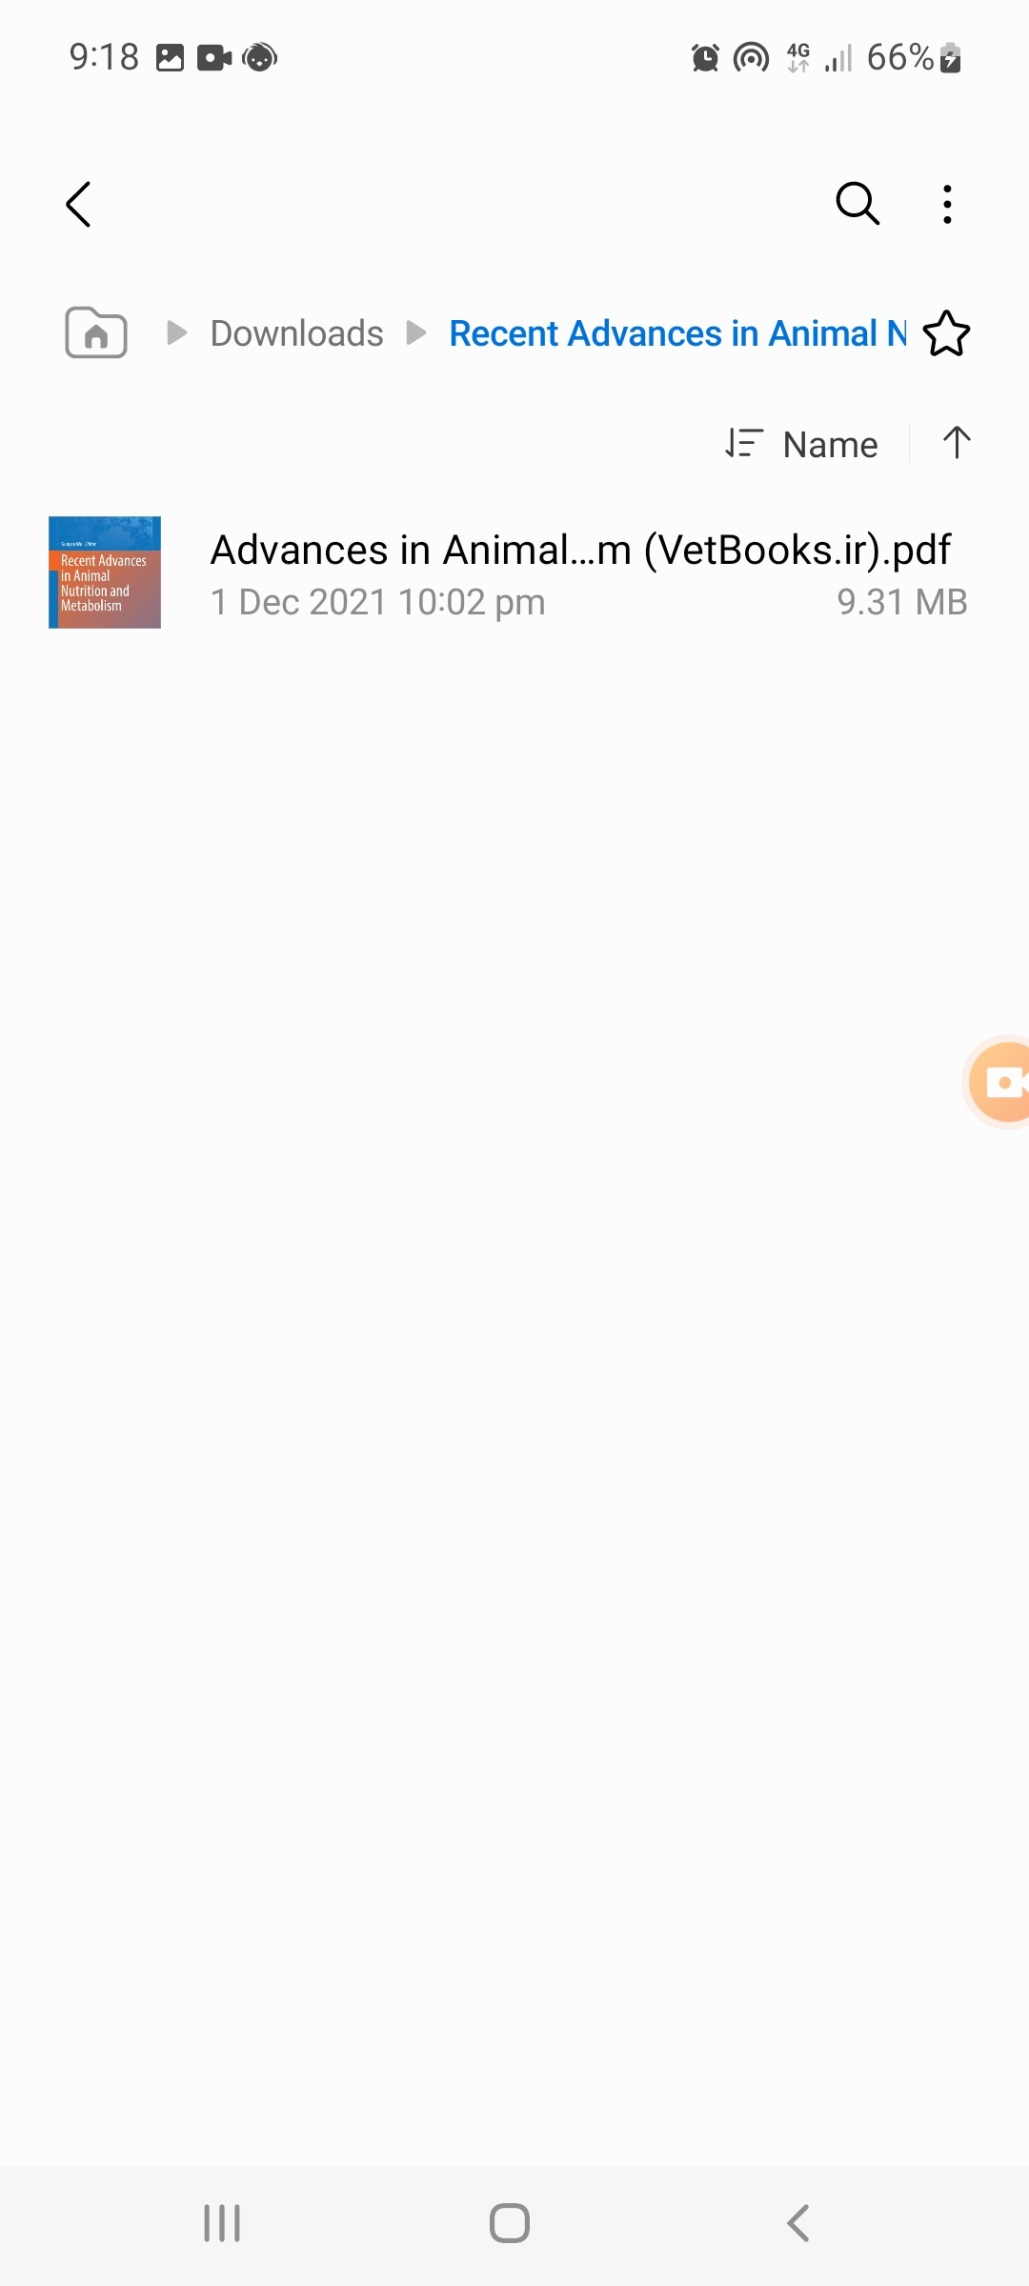 9:18 4G 66%
Downloads Recent Advances in Animal N
Name
Advances in Animal...m (VetBooks.ir).pdf
1 Dec 2021 10:02 pm 9.31 MB
Recent Advances
in Animal
Nutrition and
Metabolism